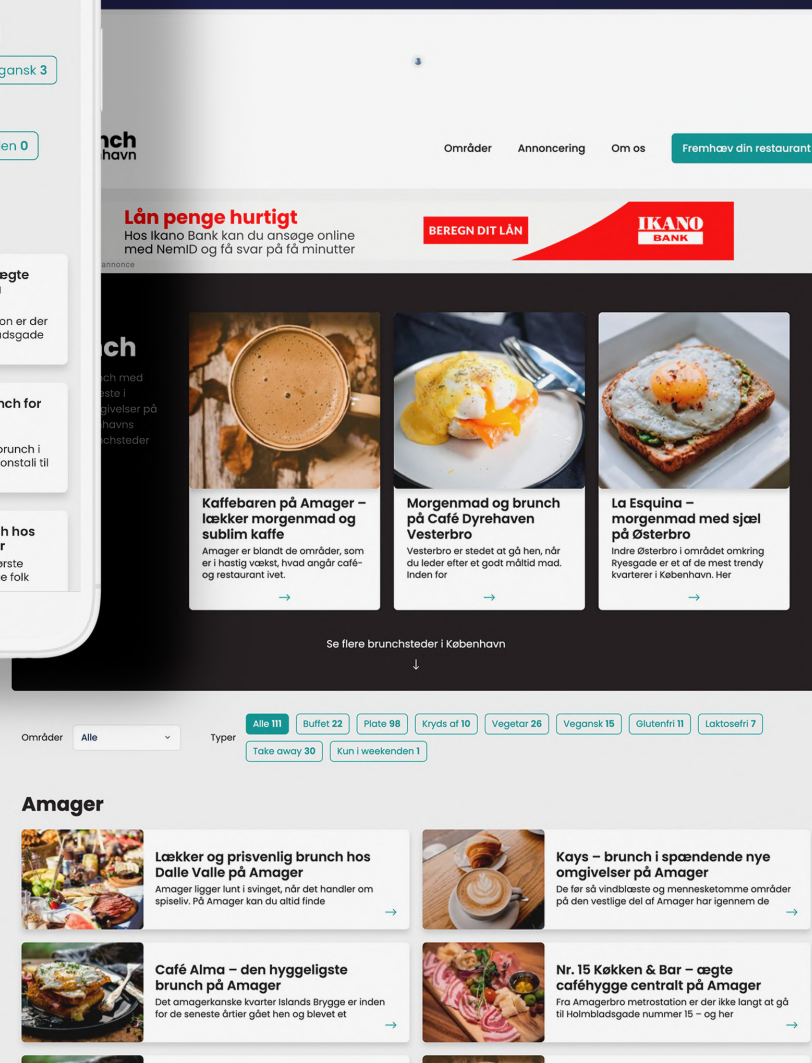 gansk 3
en 0
ægte
on er der
adsgade
nch for
brunch i
onstali til
h hos
r
ørste
e folk
nch
havn
Områder
Annoncering
Om os
Fremhæv din restaurant
Lån penge hurtigt
Hos Ikano Bank kan du ansøge online
med NemID og få svar på få minutter
BEREGN DIT LÅN
IKANO
BANK
annonce
ch
nch med
este i
givelser på
nhavns
nchsteder
Kaffebaren på Amager –
lækker morgenmad og
sublim kaffe
Amager er blandt de områder, som
er i hastig vækst, hvad angår café-
og restaurant ivet.
→
Morgenmad og brunch
på Café Dyrehaven
Vesterbro
Vesterbro er stedet at gå hen, når
du leder efter et godt måltid mad.
Inden for
→
La Esquina –
morgenmad med sjæl
på Østerbro
Indre Østerbro i området omkring
Ryesgade er et af de mest trendy
kvarterer i København. Her
→
Se flere brunchsteder i København
↓
Områder
Alle
Typer
Alle 111
Buffet 22
Plate 98
Kryds af 10
Vegetar 26
Vegansk 15
Glutenfri 11
Laktosefri 7
Take away 30
Kun i weekenden 1
Amager
Lækker og prisvenlig brunch hos
Dalle Valle på Amager
Amager ligger lunt i svinget, når det handler om
spiseliv. På Amager kan du altid finde
→
Kays – brunch i spændende nye
omgivelser på Amager
De før så vindblæste og mennesketomme områder
på den vestlige del af Amager har igennem de
→
Café Alma – den hyggeligste
brunch på Amager
Det amagerkanske kvarter Islands Brygge er inden
for de seneste årtier gået hen og blevet et
→
Nr. 15 Køkken & Bar – ægte
caféhygge centralt på Amager
Fra Amagerbro metrostation er der ikke langt at gå
til Holmbladsgade nummer 15 – og her
→